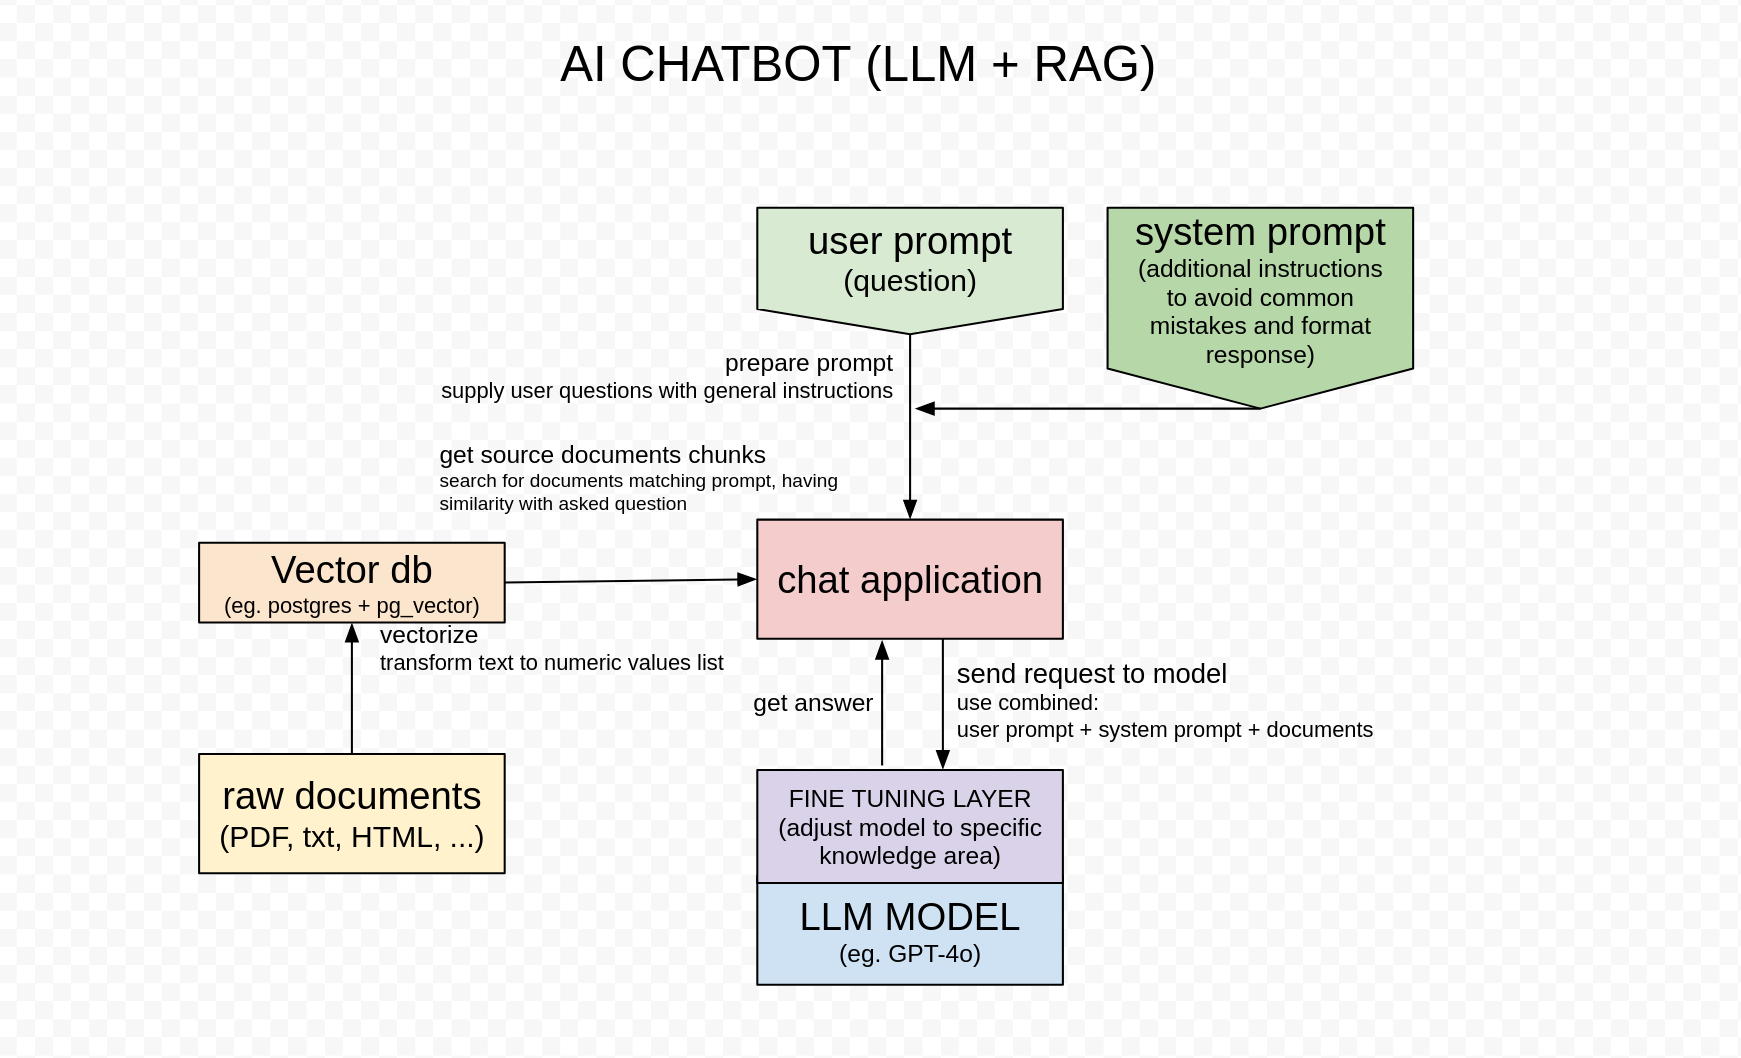 AI CHATBOT (LLM + RAG)
user prompt
(question)
system prompt
(additional instructions
to avoid common
mistakes and format
response)
prepare prompt
supply user questions with general instructions
get source documents chunks
search for documents matching prompt, having
similarity with asked question
Vector db
(eg. postgres + pg_vector)
chat application
vectorize
transform text to numeric values list
get answer
send request to model
use combined:
user prompt + system prompt + documents
raw documents
(PDF, txt, HTML, ...)
FINE TUNING LAYER
(adjust model to specific
knowledge area)
LLM MODEL
(eg. GPT-4o)